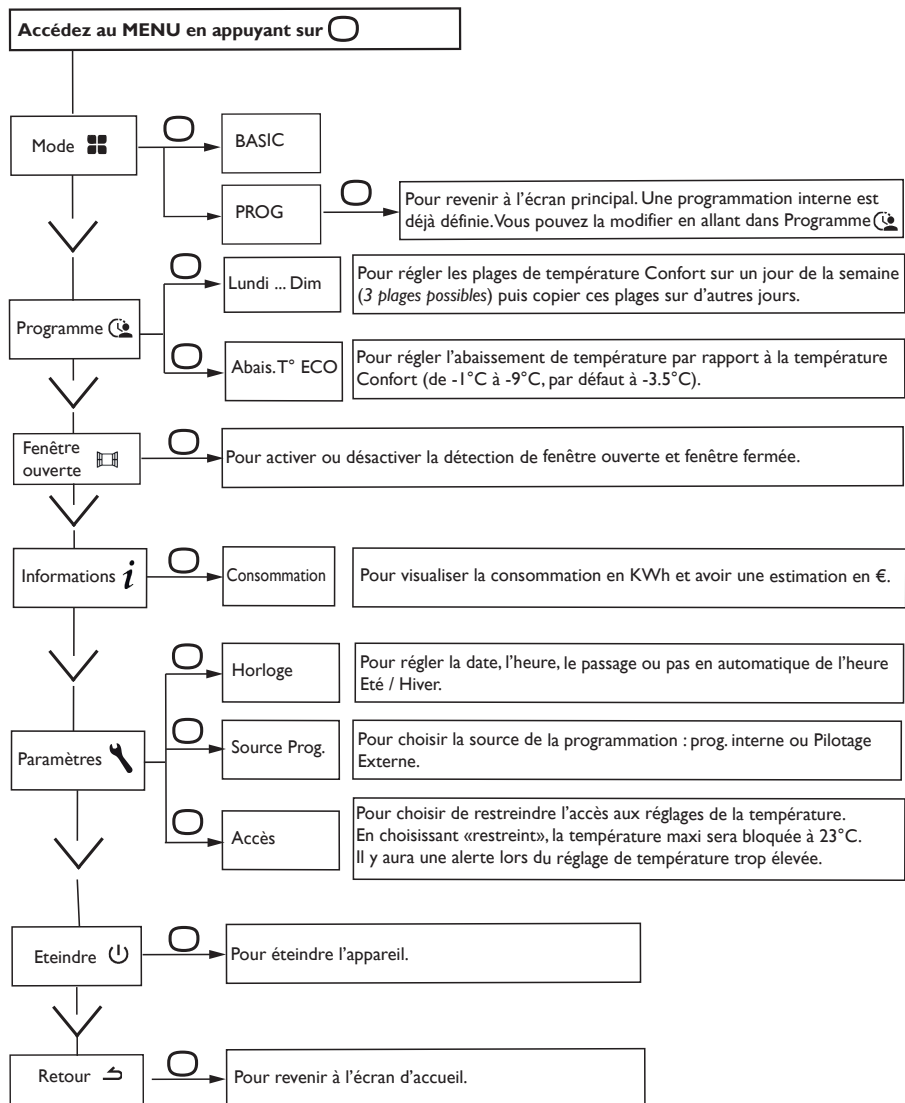 Accédez au MENU en appuyant sur
Mode
BASIC
PROG
Pour revenir à l'écran principal. Une programmation interne est
déjà définie. Vous pouvez la modifier en allant dans Programme
Programme
Lundi ... Dim
Pour régler les plages de température Confort sur un jour de la semaine
(3 plages possibles) puis copier ces plages sur d'autres jours.
Abais. T° ECO
Pour régler l'abaissement de température par rapport à la température
Confort (de -1°C à -9°C, par défaut à -3.5°C).
Fenêtre
ouverte
Pour activer ou désactiver la détection de fenêtre ouverte et fenêtre fermée.
Informations i
Consommation
Pour visualiser la consommation en KWh et avoir une estimation en €.
Paramètres
Horloge
Pour régler la date, l'heure, le passage ou pas en automatique de l'heure
Eté / Hiver.
Source Prog.
Pour choisir la source de la programmation : prog. interne ou Pilotage
Externe.
Accès
Pour choisir de restreindre l'accès aux réglages de la température.
En choisissant «restreint», la température maxi sera bloquée à 23°C.
Il y aura une alerte lors du réglage de température trop élevée.
Eteindre
Pour éteindre l'appareil.
Retour
Pour revenir à l'écran d'accueil.